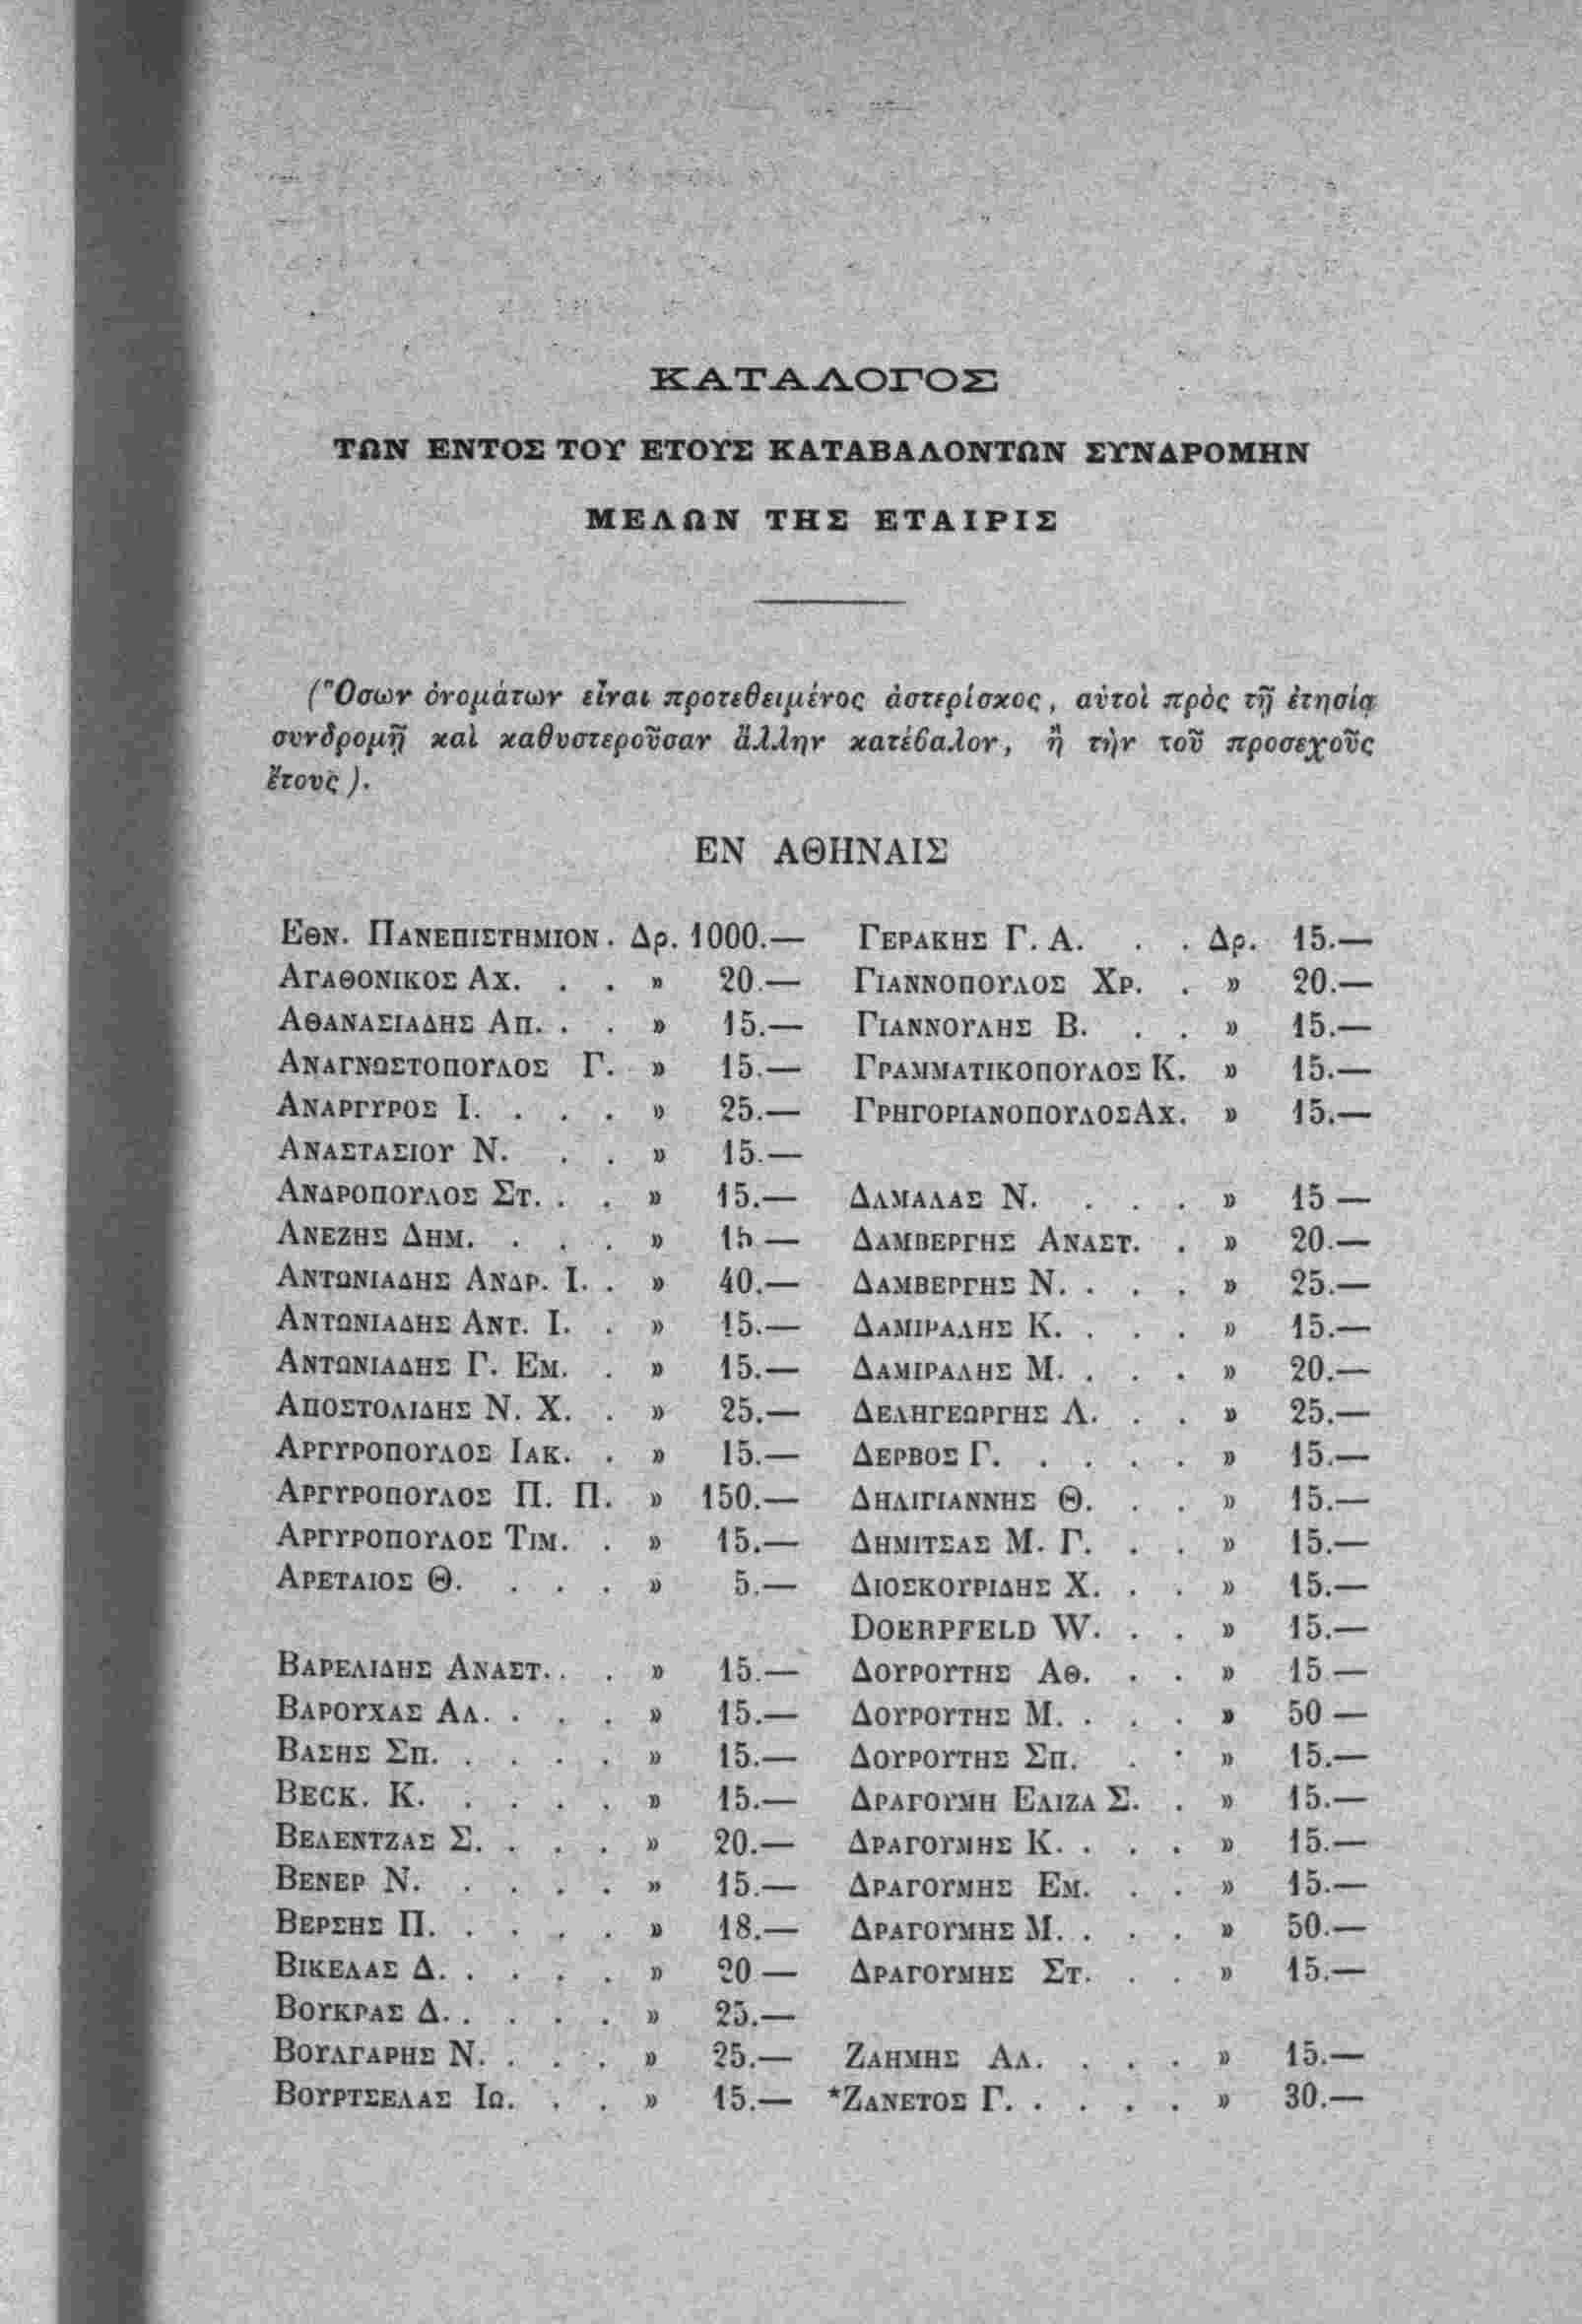 ΚΑΤΑΛΟΓΟΣ
ΤΩΝ ΕΝΤΟΣ ΤΟΥ ΕΤΟΥΣ ΚΑΤΑΒΑΛΟΝΤΩΝ ΣΥΝΔΡΟΜΗΝ
ΜΕΛΩΝ ΤΗΣ ΕΤΑΙΡΙΣ
(Ὅσων ὀνομάτων εἶναι προτεθειμένος ἀστερίσκος, αὐτοὶ πρὸς τῇ ἐτησίᾳ
συνδρομῇ καὶ καθυστεροῦσαν ἄλλην κατέβαλον, ἢ τὴν τοῦ προσεχοῦς
ἔτους).
ΕΝ ΑΘΗΝΑΙΣ
ΕΘΝ. ΠΑΝΕΠΙΣΤΗΜΙΟΝ. Δρ. 1000.—
ΑΓΑΘΟΝΙΚΟΣ ΑΧ. . . » 20.—
ΑΘΑΝΑΣΙΑΔΗΣ ΑΠ. . . » 15.—
ΑΝΑΓΝΩΣΤΟΠΟΥΛΟΣ Γ. » 15.—
ΑΝΑΡΓΥΡΟΣ Ι. . . . » 25.—
ΑΝΑΣΤΑΣΙΟΥ Ν. . . » 15.—
ΑΝΔΡΟΠΟΥΛΟΣ ΣΤ. . . » 15.—
ΑΝΕΖΗΣ ΔΗΜ. . . . » 15 —
ΑΝΤΩΝΙΑΔΗΣ ΑΝΔΡ. Ι. . » 40.—
ΑΝΤΩΝΙΑΔΗΣ ΑΝΤ. Ι. . » 15.—
ΑΝΤΩΝΙΑΔΗΣ Γ. ΕΜ. . » 15.—
ΑΠΟΣΤΟΛΙΔΗΣ Ν. Χ. . » 25.—
ΑΡΓΥΡΟΠΟΥΛΟΣ ΙΑΚ. . » 15.—
ΑΡΓΥΡΟΠΟΥΛΟΣ Π. Π. » 150.—
ΑΡΓΥΡΟΠΟΥΛΟΣ ΤΙΜ. . » 15.—
ΑΡΕΤΑΙΟΣ Θ. . . . » 5.—
ΒΑΡΕΛΙΔΗΣ ΑΝΑΣΤ. . . » 15.—
ΒΑΡΟΥΧΑΣ ΑΛ. . . . » 15.—
ΒΑΣΗΣ ΣΠ. . . . . » 15.—
BECK. K. . . . . » 15.—
ΒΕΛΕΝΤΖΑΣ Σ. . . . » 20.—
ΒΕΝΕΡ Ν. . . . . » 15.—
ΒΕΡΣΗΣ Π. . . . . » 18.—
ΒΙΚΕΛΑΣ Δ. . . . . » 20 —
ΒΟΥΚΡΑΣ Δ. . . . . » 25.—
ΒΟΥΛΓΑΡΗΣ Ν. . . . » 25.—
ΒΟΥΡΤΣΕΛΑΣ ΙΩ. . . » 15.—
ΓΕΡΑΚΗΣ Γ. Α. . . Δρ. 15.—
ΓΙΑΝΝΟΠΟΥΛΟΣ ΧΡ. . » 20.—
ΓΙΑΝΝΟΥΛΗΣ Β. . . » 15.—
ΓΡΑΜΜΑΤΙΚΟΠΟΥΛΟΣ Κ. » 15.—
ΓΡΗΓΟΡΙΑΝΟΠΟΥΛΟΣ ΑΧ. » 15.—
ΔΑΜΑΛΑΣ Ν. . . . » 15 —
ΔΑΜΒΕΡΓΗΣ ΑΝΑΣΤ. . » 20.—
ΔΑΜΒΕΡΓΗΣ Ν. . . . » 25.—
ΔΑΜΙΡΑΛΗΣ Κ. . . . » 15.—
ΔΑΜΙΡΑΛΗΣ Μ. . . . » 20.—
ΔΕΛΗΓΕΩΡΓΗΣ Λ. . . » 25.—
ΔΕΡΒΟΣ Γ. . . . . » 15.—
ΔΗΛΙΓΙΑΝΝΗΣ Θ. . . » 15.—
ΔΗΜΙΤΣΑΣ Μ. Γ. . . » 15.—
ΔΙΟΣΚΟΥΡΙΔΗΣ Χ. . . » 15.—
DOERPFELD W. . . » 15.—
ΔΟΥΡΟΥΤΗΣ ΑΘ. . . » 15 —
ΔΟΥΡΟΥΤΗΣ Μ. . . . » 50 —
ΔΟΥΡΟΥΤΗΣ ΣΠ. . . » 15.—
ΔΡΑΓΟΥΜΗ ΕΛΙΖΑ Σ. . » 15.—
ΔΡΑΓΟΥΜΗΣ Κ. . . . » 15.—
ΔΡΑΓΟΥΜΗΣ ΕΜ. . . » 15.—
ΔΡΑΓΟΥΜΗΣ Μ. . . . » 50.—
ΔΡΑΓΟΥΜΗΣ ΣΤ. . . » 15.—
ΖΑΗΜΗΣ ΑΛ. . . . » 15.—
*ΖΑΝΕΤΟΣ Γ. . . . . » 30.—